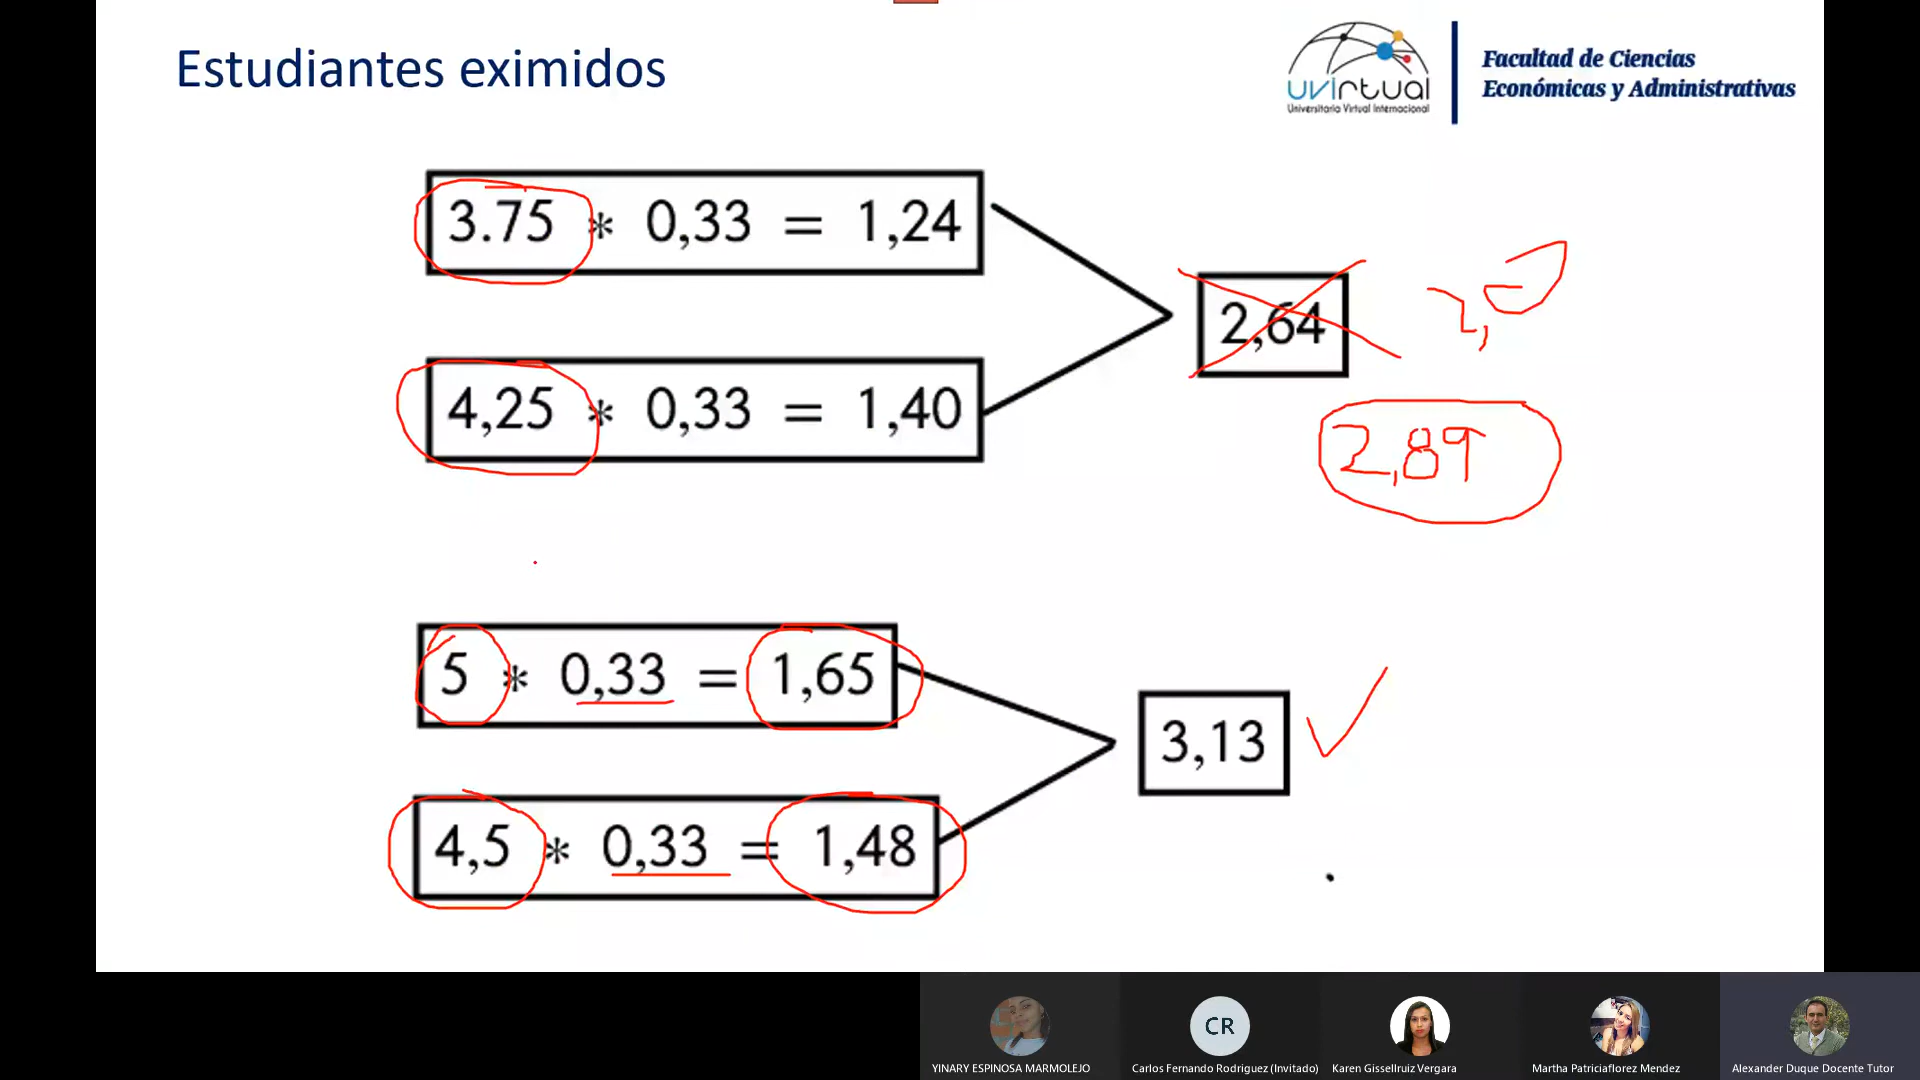 Estudiantes eximidos
uvirtual
Universitaria Virtual Internacional
Facultad de Ciencias
Económicas y Administrativas
3.75 * 0,33 = 1,24
4,25 * 0,33 = 1,40
2,64
2,89
5 * 0,33 = 1,65
4,5 * 0,33 = 1,48
3,13
CR
YINARY ESPINOSA MARMOLEJO
Carlos Fernando Rodriguez (Invitado)
Karen Gissellruiz Vergara
Martha Patriciaflorez Mendez
Alexander Duque Docente Tutor